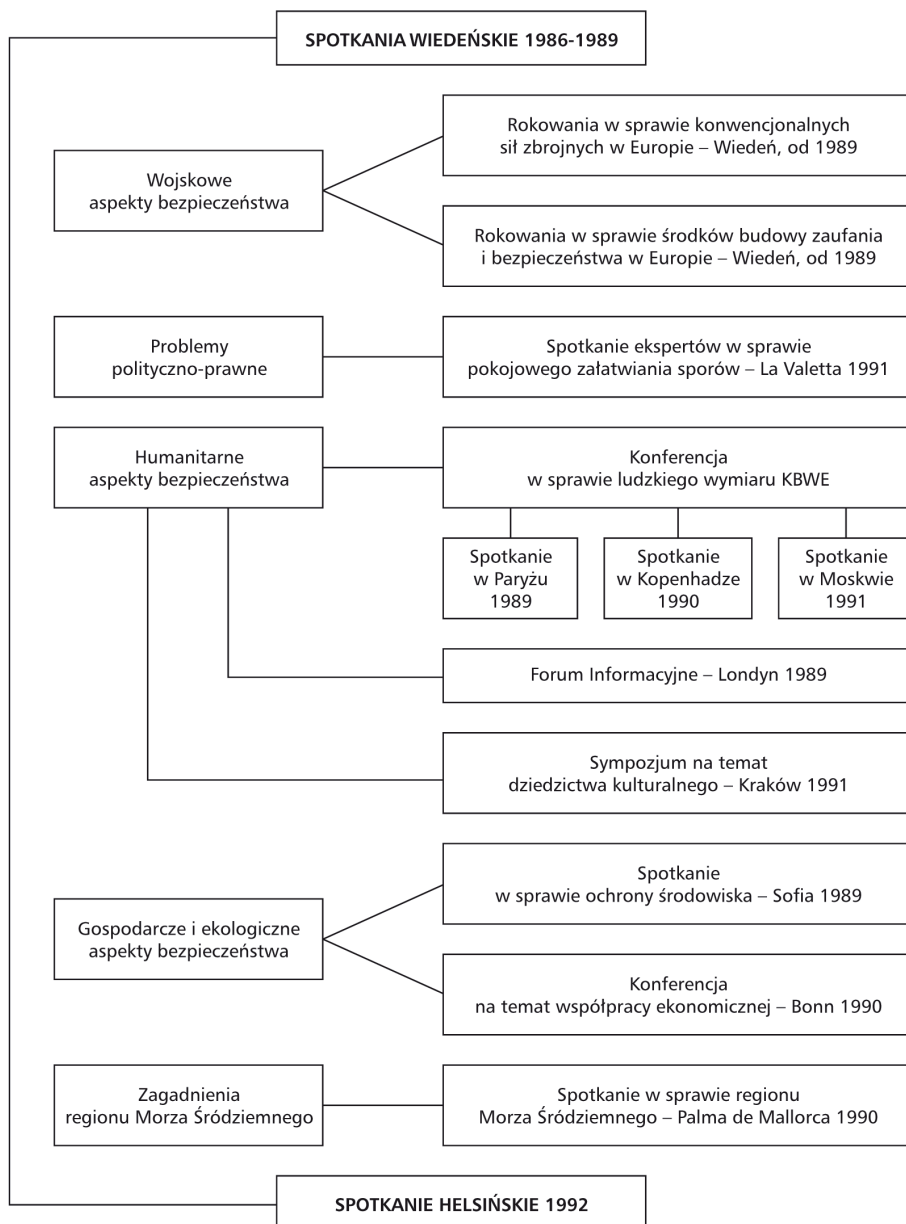 SPOTKANIA WIEDEŃSKIE 1986-1989
Wojskowe
aspekty bezpieczeństwa
Rokowania w sprawie konwencjonalnych
sił zbrojnych w Europie – Wiedeń, od 1989
Rokowania w sprawie środków budowy zaufania
i bezpieczeństwa w Europie – Wiedeń, od 1989
Problemy
polityczno-prawne
Spotkanie ekspertów w sprawie
pokojowego załatwiania sporów – La Valetta 1991
Humanitarne
aspekty bezpieczeństwa
Konferencja
w sprawie ludzkiego wymiaru KBWE
Spotkanie
w Paryżu
1989
Spotkanie
w Kopenhadze
1990
Spotkanie
w Moskwie
1991
Forum Informacyjne – Londyn 1989
Sympozjum na temat
dziedzictwa kulturalnego – Kraków 1991
Gospodarcze i ekologiczne
aspekty bezpieczeństwa
Spotkanie
w sprawie ochrony środowiska – Sofia 1989
Konferencja
na temat współpracy ekonomicznej – Bonn 1990
Zagadnienia
regionu Morza Śródziemnego
Spotkanie w sprawie regionu
Morza Śródziemnego – Palma de Mallorca 1990
SPOTKANIE HELSIŃSKIE 1992